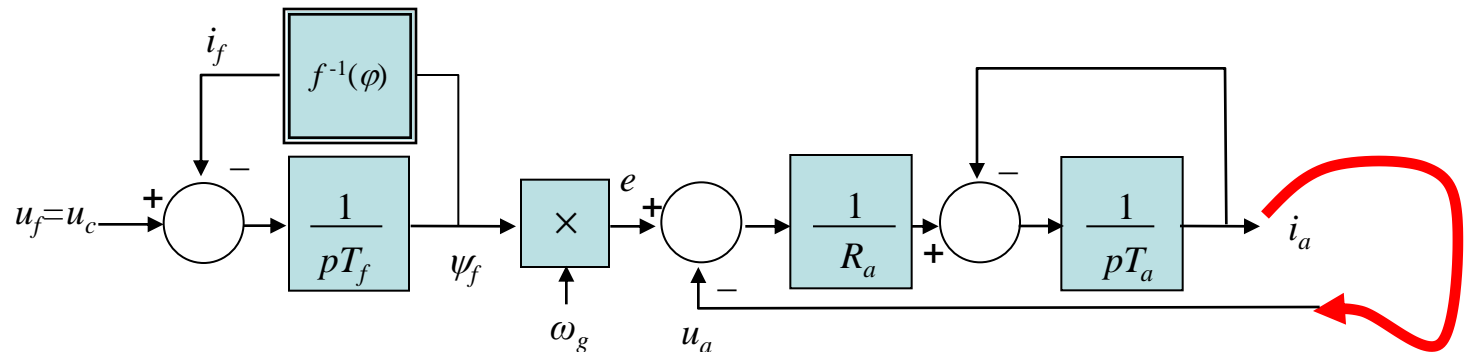 i_f
f^{-1}(φ)
−
+
u_f=u_c
1
pT_f
ψ_f
×
ω_g
e
+
−
u_a
1
R_a
+
−
1
pT_a
i_a